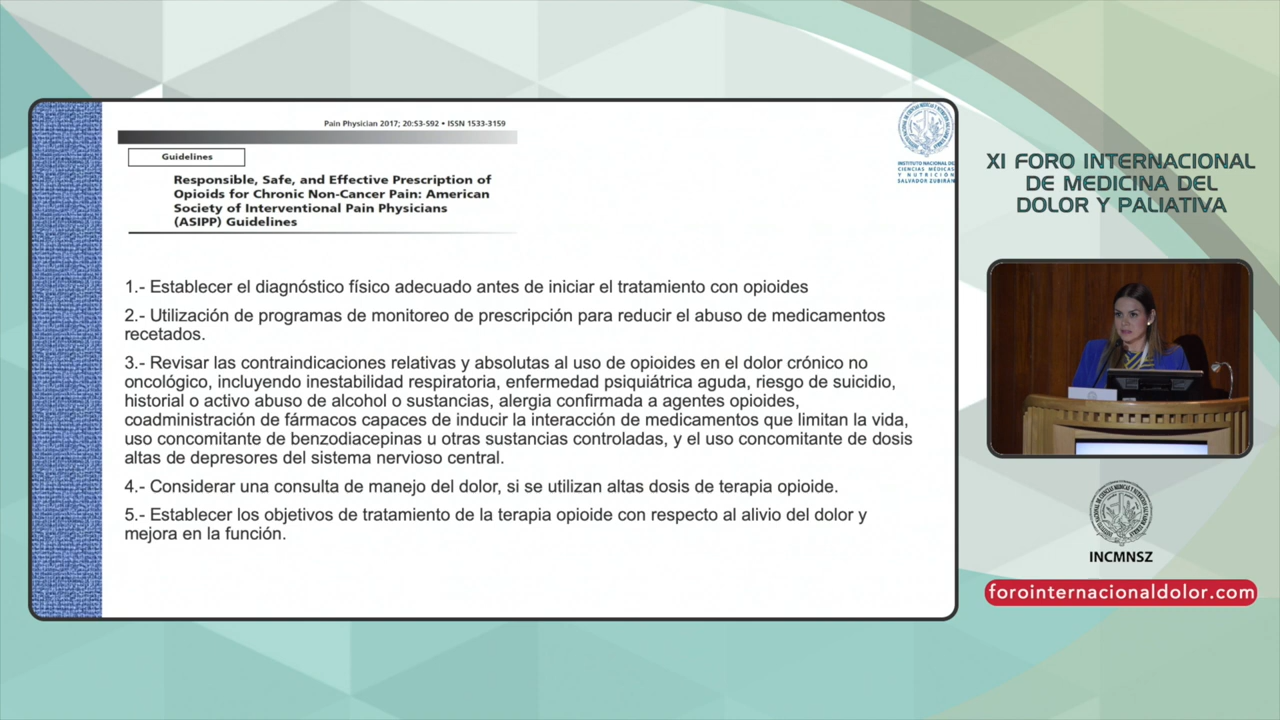 Pain Physician 2017; 20:S3-S92 • ISSN 1533-3159
Guidelines
Responsible, Safe, and Effective Prescription of
Opioids for Chronic Non-Cancer Pain: American
Society of Interventional Pain Physicians
(ASIPP) Guidelines
INSTITUTO NACIONAL DE
CIENCIAS MÉDICAS
Y NUTRICIÓN
SALVADOR ZUBIRÁN
1.- Establecer el diagnóstico físico adecuado antes de iniciar el tratamiento con opioides
2.- Utilización de programas de monitoreo de prescripción para reducir el abuso de medicamentos
recetados.
3.- Revisar las contraindicaciones relativas y absolutas al uso de opioides en el dolor crónico no
oncológico, incluyendo inestabilidad respiratoria, enfermedad psiquiátrica aguda, riesgo de suicidio,
historial o activo abuso de alcohol o sustancias, alergia confirmada a agentes opioides,
coadministración de fármacos capaces de inducir la interacción de medicamentos que limitan la vida,
uso concomitante de benzodiacepinas u otras sustancias controladas, y el uso concomitante de dosis
altas de depresores del sistema nervioso central.
4.- Considerar una consulta de manejo del dolor, si se utilizan altas dosis de terapia opioide.
5.- Establecer los objetivos de tratamiento de la terapia opioide con respecto al alivio del dolor y
mejora en la función.
XI FORO INTERNACIONAL
DE MEDICINA DEL
DOLOR Y PALIATIVA
INCMNSZ
forointernacionaldolor.com